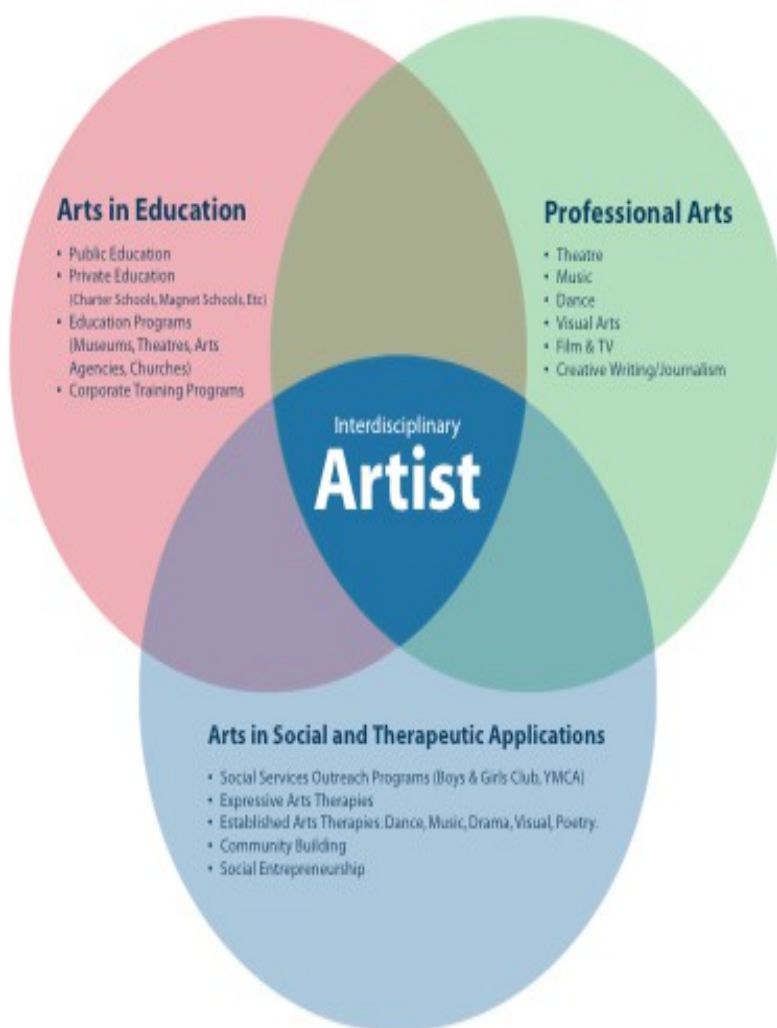 Arts in Education
• Public Education
• Private Education
(Charter Schools, Magnet Schools, Etc)
• Education Programs
(Museums, Theatres, Arts
Agencies, Churches)
• Corporate Training Programs
Professional Arts
• Theatre
• Music
• Dance
• Visual Arts
• Film & TV
• Creative Writing/Journalism
Interdisciplinary
Artist
Arts in Social and Therapeutic Applications
• Social Services Outreach Programs (Boys & Girls Club, YMCA)
• Expressive Arts Therapies
• Established Arts Therapies: Dance, Music, Drama, Visual, Poetry.
• Community Building
• Social Entrepreneurship